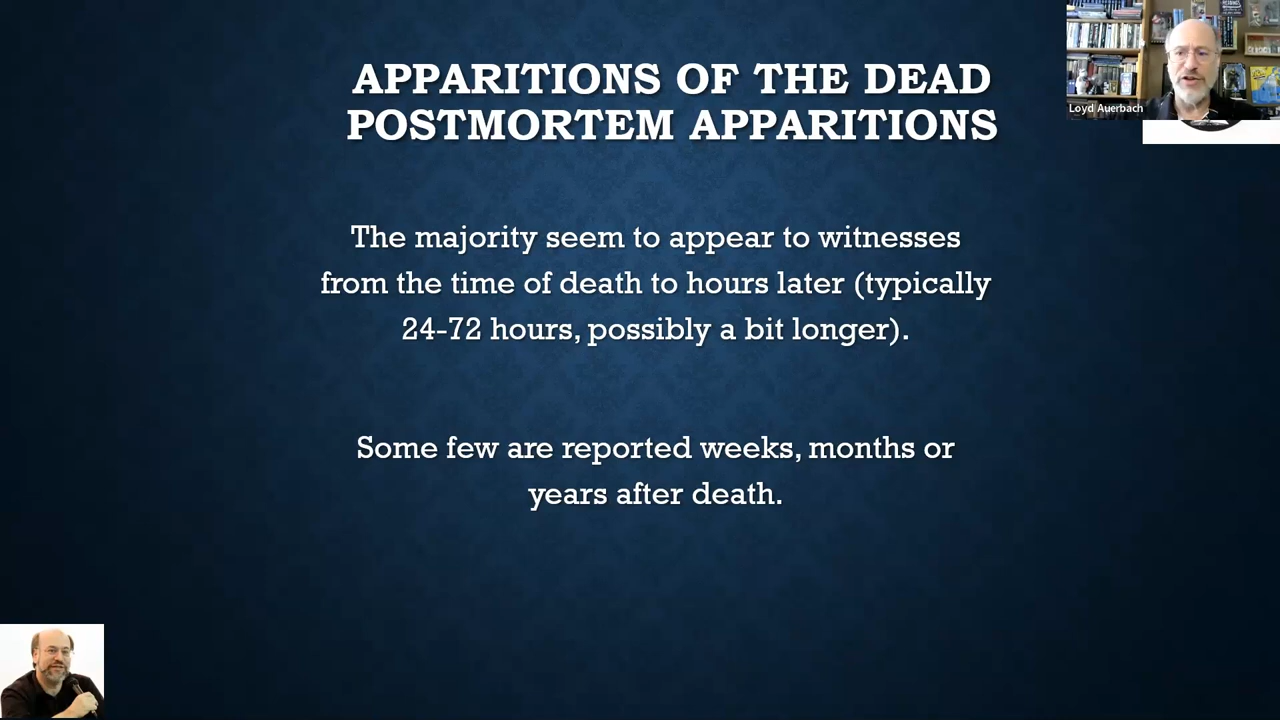 APPARITIONS OF THE DEAD
POSTMORTEM APPARITIONS
Loyd Auerbach
The majority seem to appear to witnesses
from the time of death to hours later (typically
24-72 hours, possibly a bit longer).
Some few are reported weeks, months or
years after death.